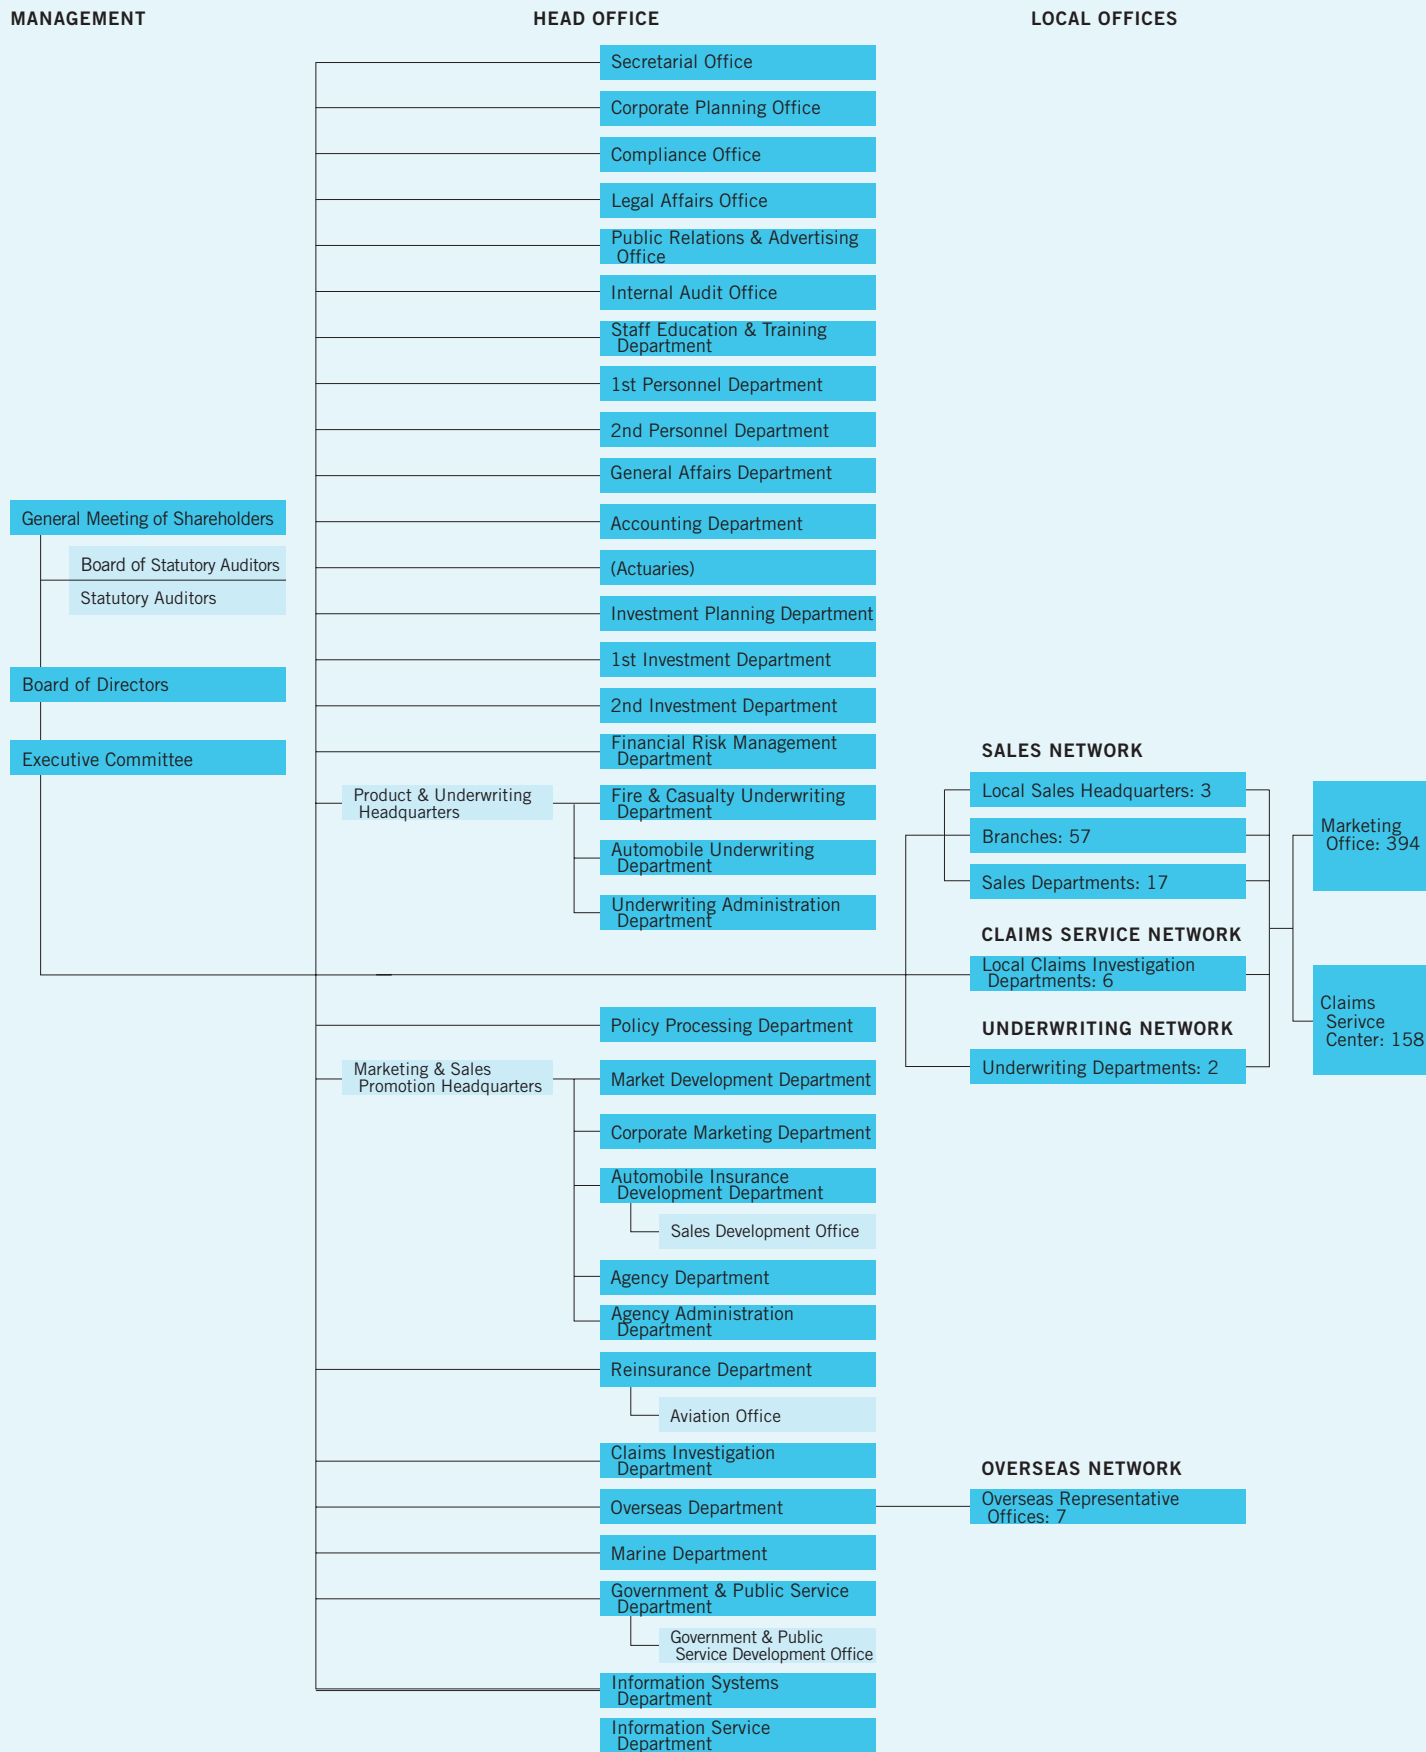 MANAGEMENT
HEAD OFFICE
LOCAL OFFICES
General Meeting of Shareholders
Board of Statutory Auditors
Statutory Auditors
Board of Directors
Executive Committee
Secretarial Office
Corporate Planning Office
Compliance Office
Legal Affairs Office
Public Relations & Advertising
Office
Internal Audit Office
Staff Education & Training
Department
1st Personnel Department
2nd Personnel Department
General Affairs Department
Accounting Department
(Actuaries)
Investment Planning Department
1st Investment Department
2nd Investment Department
Financial Risk Management
Department
Product & Underwriting
Headquarters
Fire & Casualty Underwriting
Department
Automobile Underwriting
Department
Underwriting Administration
Department
Policy Processing Department
Marketing & Sales
Promotion Headquarters
Market Development Department
Corporate Marketing Department
Automobile Insurance
Development Department
Sales Development Office
Agency Department
Agency Administration
Department
Reinsurance Department
Aviation Office
Claims Investigation
Department
Overseas Department
Marine Department
Government & Public Service
Department
Government & Public
Service Development Office
Information Systems
Department
Information Service
Department
SALES NETWORK
Local Sales Headquarters: 3
Branches: 57
Sales Departments: 17
CLAIMS SERVICE NETWORK
Local Claims Investigation
Departments: 6
UNDERWRITING NETWORK
Underwriting Departments: 2
Marketing
Office: 394
Claims
Serivce
Center: 158
OVERSEAS NETWORK
Overseas Representative
Offices: 7